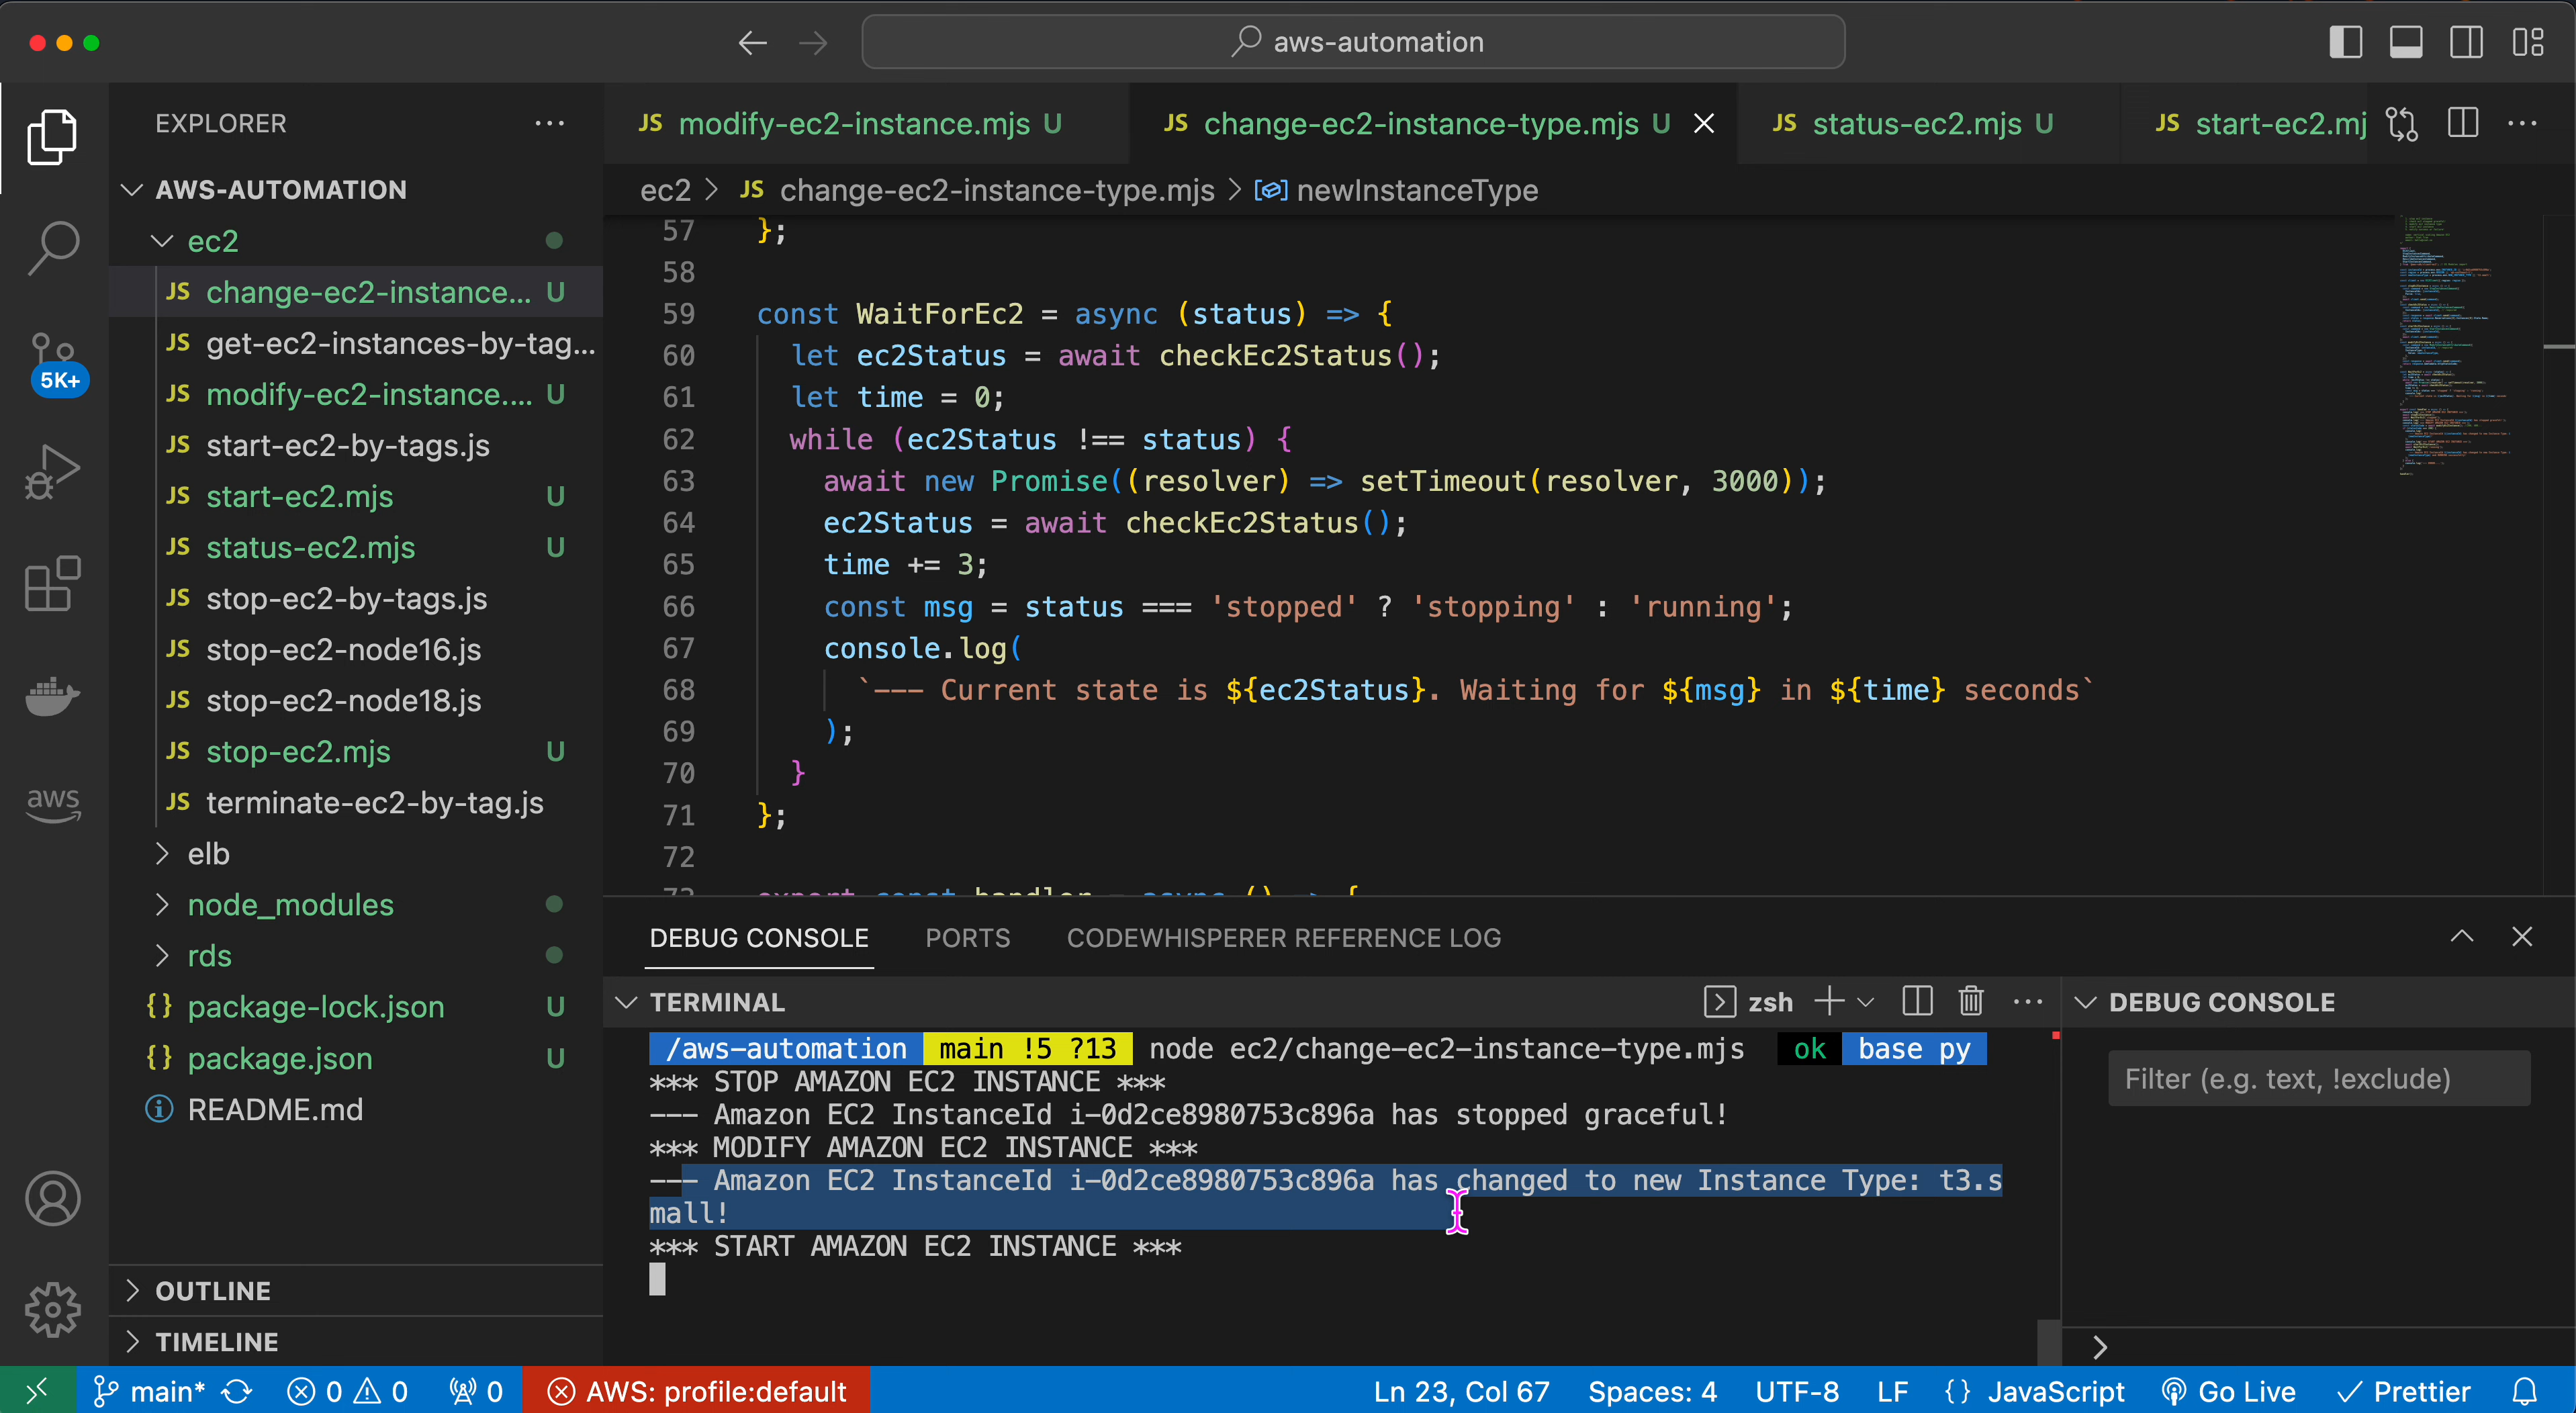 aws-automation
EXPLORER
JS modify-ec2-instance.mjs U
JS change-ec2-instance-type.mjs U
JS status-ec2.mjs U
JS start-ec2.mj
AWS-AUTOMATION
ec2
JS change-ec2-instance... U
JS get-ec2-instances-by-tag...
JS modify-ec2-instance.... U
JS start-ec2-by-tags.js
JS start-ec2.mjs U
JS status-ec2.mjs U
JS stop-ec2-by-tags.js
JS stop-ec2-node16.js
JS stop-ec2-node18.js
JS stop-ec2.mjs U
JS terminate-ec2-by-tag.js
elb
node_modules
rds
{} package-lock.json U
{} package.json U
README.md
OUTLINE
TIMELINE
5K+
aws
ec2 > JS change-ec2-instance-type.mjs > newInstanceType
57 };
58
59 const WaitForEc2 = async (status) => {
60 let ec2Status = await checkEc2Status();
61 let time = 0;
62 while (ec2Status !== status) {
63 await new Promise((resolver) => setTimeout(resolver, 3000));
64 ec2Status = await checkEc2Status();
65 time += 3;
66 const msg = status === 'stopped' ? 'stopping' : 'running';
67 console.log(
68 `--- Current state is ${ec2Status}. Waiting for ${msg} in ${time} seconds`
69 );
70 }
71 };
72
73 export const handler = async () => {
DEBUG CONSOLE
PORTS
CODEWHISPERER REFERENCE LOG
TERMINAL
zsh
DEBUG CONSOLE
Filter (e.g. text, !exclude)
/aws-automation main !5 ?13 node ec2/change-ec2-instance-type.mjs ok base py
*** STOP AMAZON EC2 INSTANCE ***
--- Amazon EC2 InstanceId i-0d2ce8980753c896a has stopped graceful!
*** MODIFY AMAZON EC2 INSTANCE ***
--- Amazon EC2 InstanceId i-0d2ce8980753c896a has changed to new Instance Type: t3.s
mall!
*** START AMAZON EC2 INSTANCE ***
main* 0 0 0 AWS: profile:default
Ln 23, Col 67 Spaces: 4 UTF-8 LF {} JavaScript Go Live Prettier